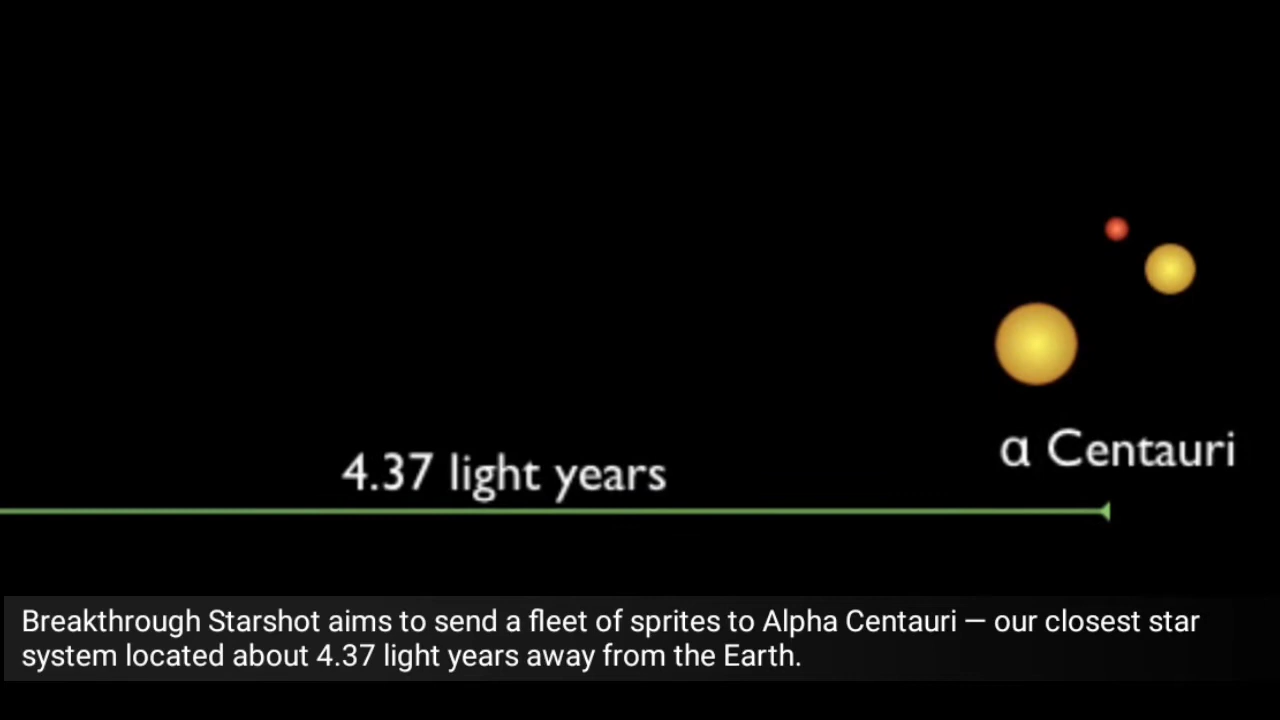 α Centauri
4.37 light years
Breakthrough Starshot aims to send a fleet of sprites to Alpha Centauri — our closest star
system located about 4.37 light years away from the Earth.